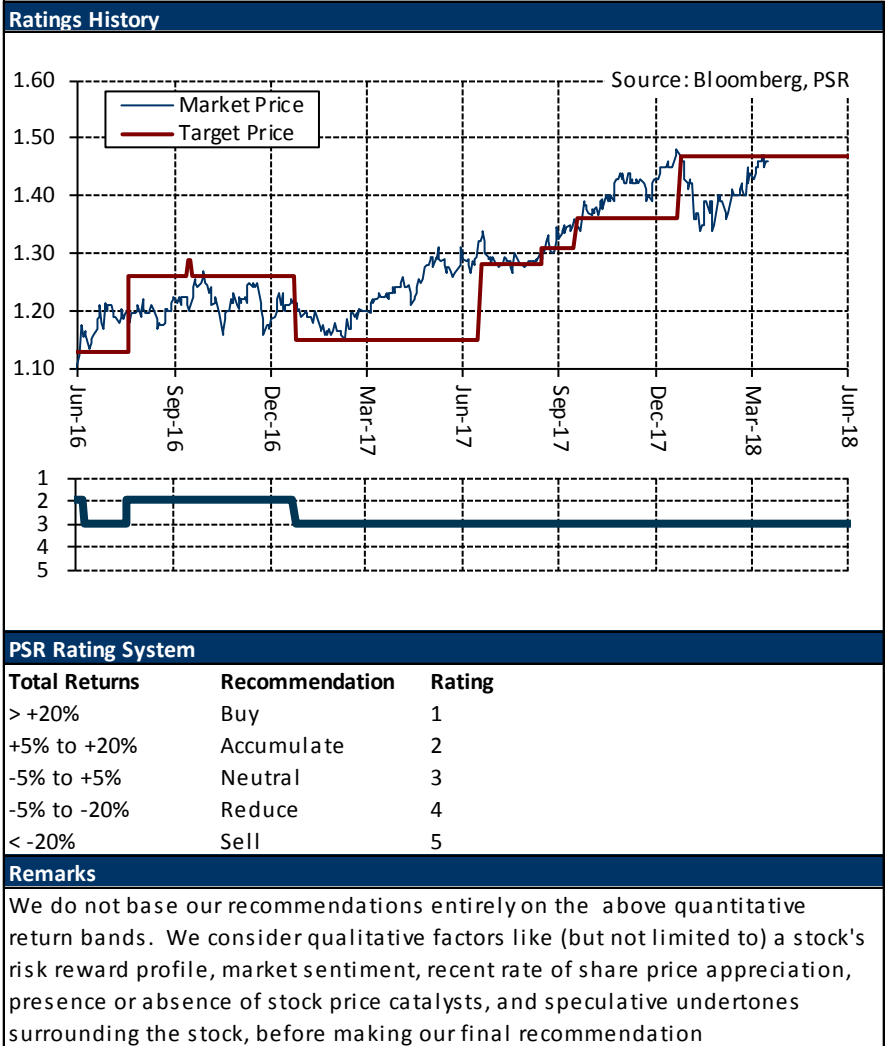 Ratings History
Source: Bloomberg, PSR
Market Price
Target Price
1.60
1.50
1.40
1.30
1.20
1.10
Jun-16
Sep-16
Dec-16
Mar-17
Jun-17
Sep-17
Dec-17
Mar-18
Jun-18
1
2
3
4
5
PSR Rating System
Total Returns Recommendation Rating
> +20% Buy 1
+5% to +20% Accumulate 2
-5% to +5% Neutral 3
-5% to -20% Reduce 4
< -20% Sell 5
Remarks
We do not base our recommendations entirely on the above quantitative
return bands. We consider qualitative factors like (but not limited to) a stock's
risk reward profile, market sentiment, recent rate of share price appreciation,
presence or absence of stock price catalysts, and speculative undertones
surrounding the stock, before making our final recommendation